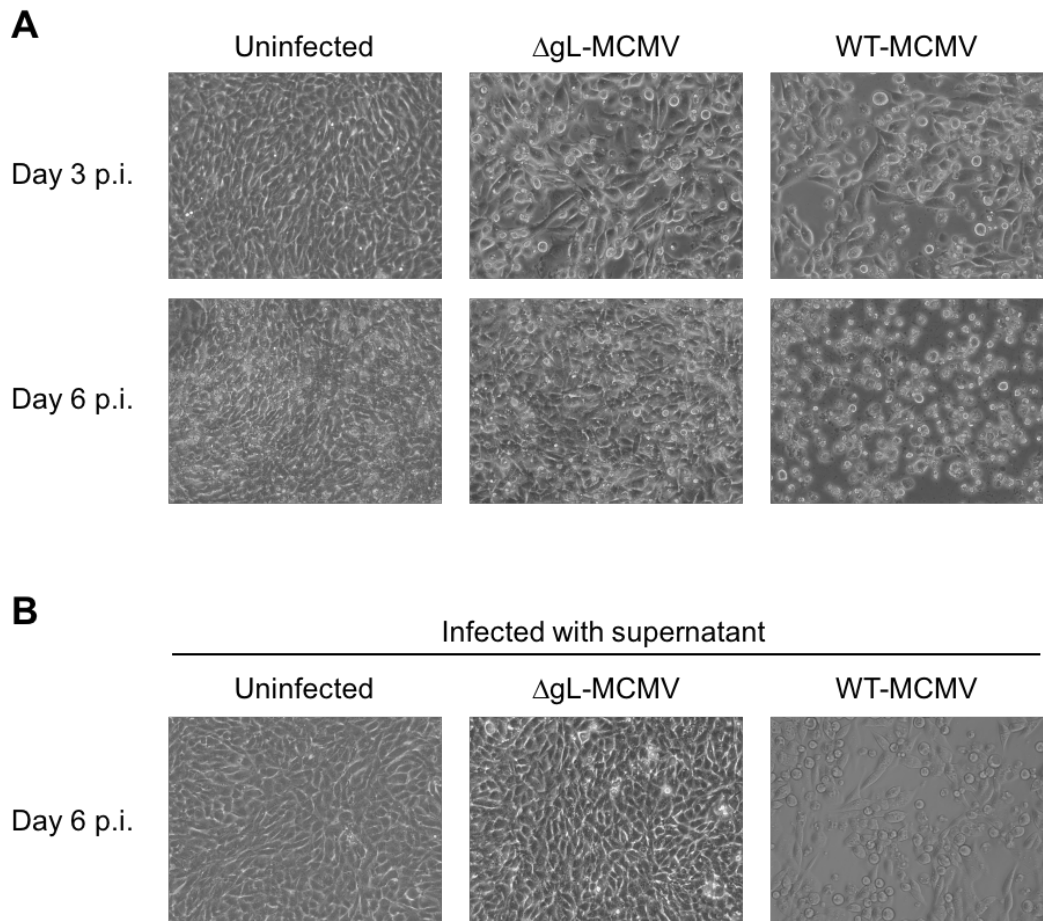 A
Uninfected ΔgL-MCMV WT-MCMV
Day 3 p.i.
Day 6 p.i.
B
Infected with supernatant
Uninfected ΔgL-MCMV WT-MCMV
Day 6 p.i.